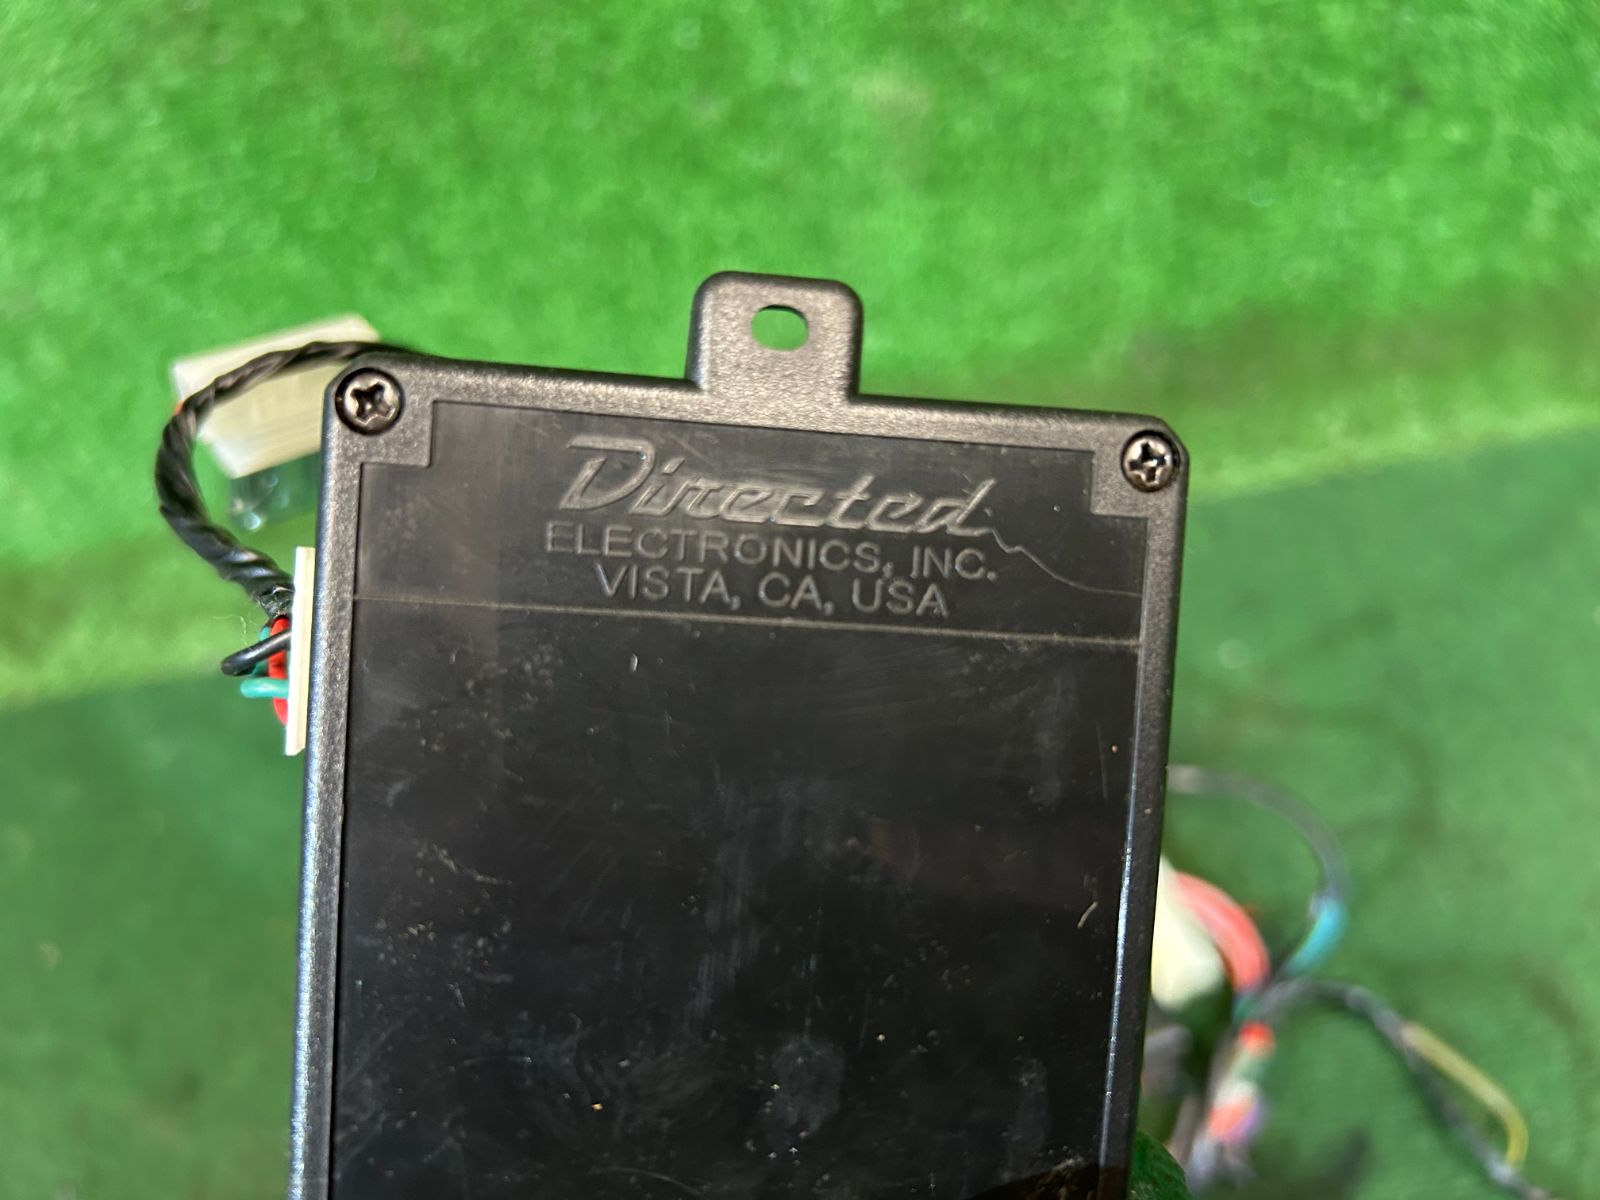 Directed
ELECTRONICS, INC.
VISTA, CA, USA